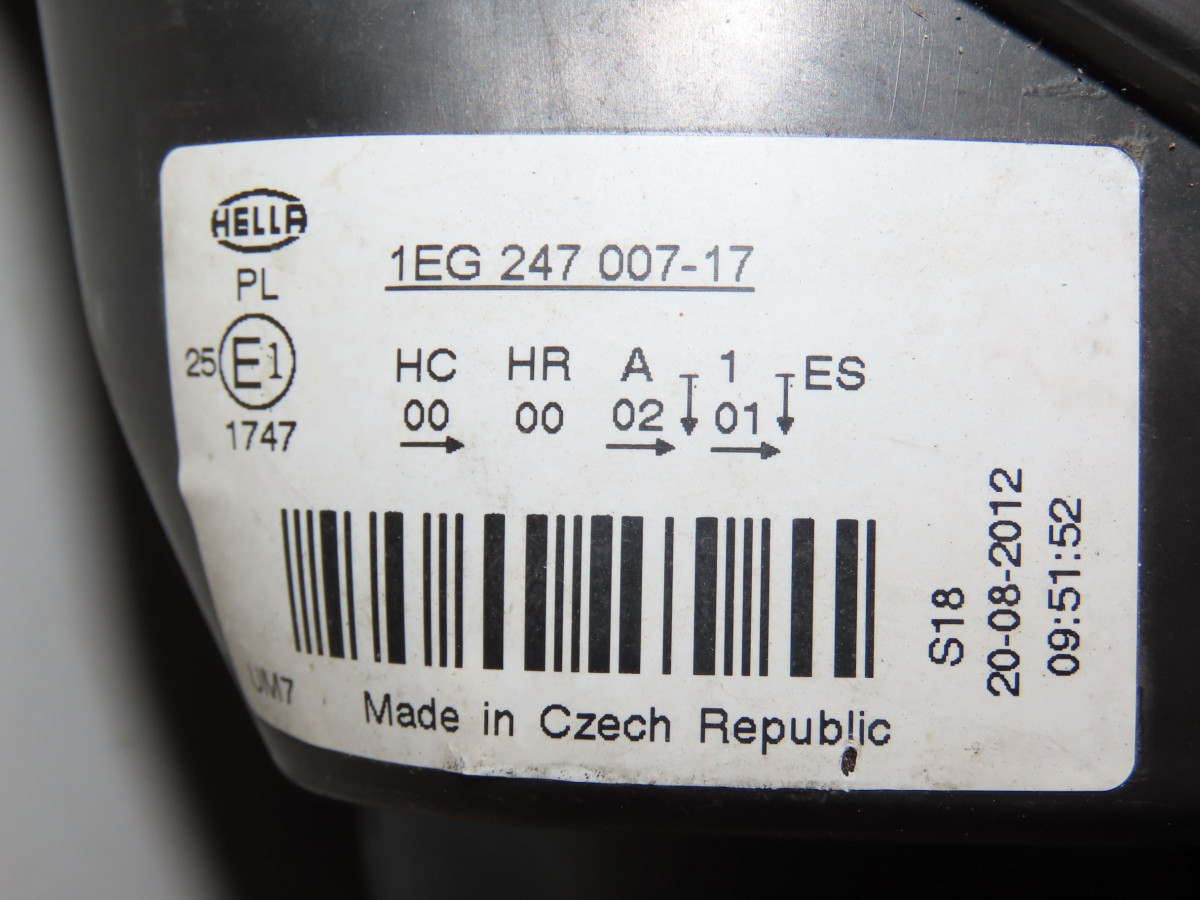 HELLA
PL
1EG 247 007-17
25 E1
1747
HC HR A 1 ES
00 00 02 01
S18
20-08-2012
09:51:52
UM7
Made in Czech Republic